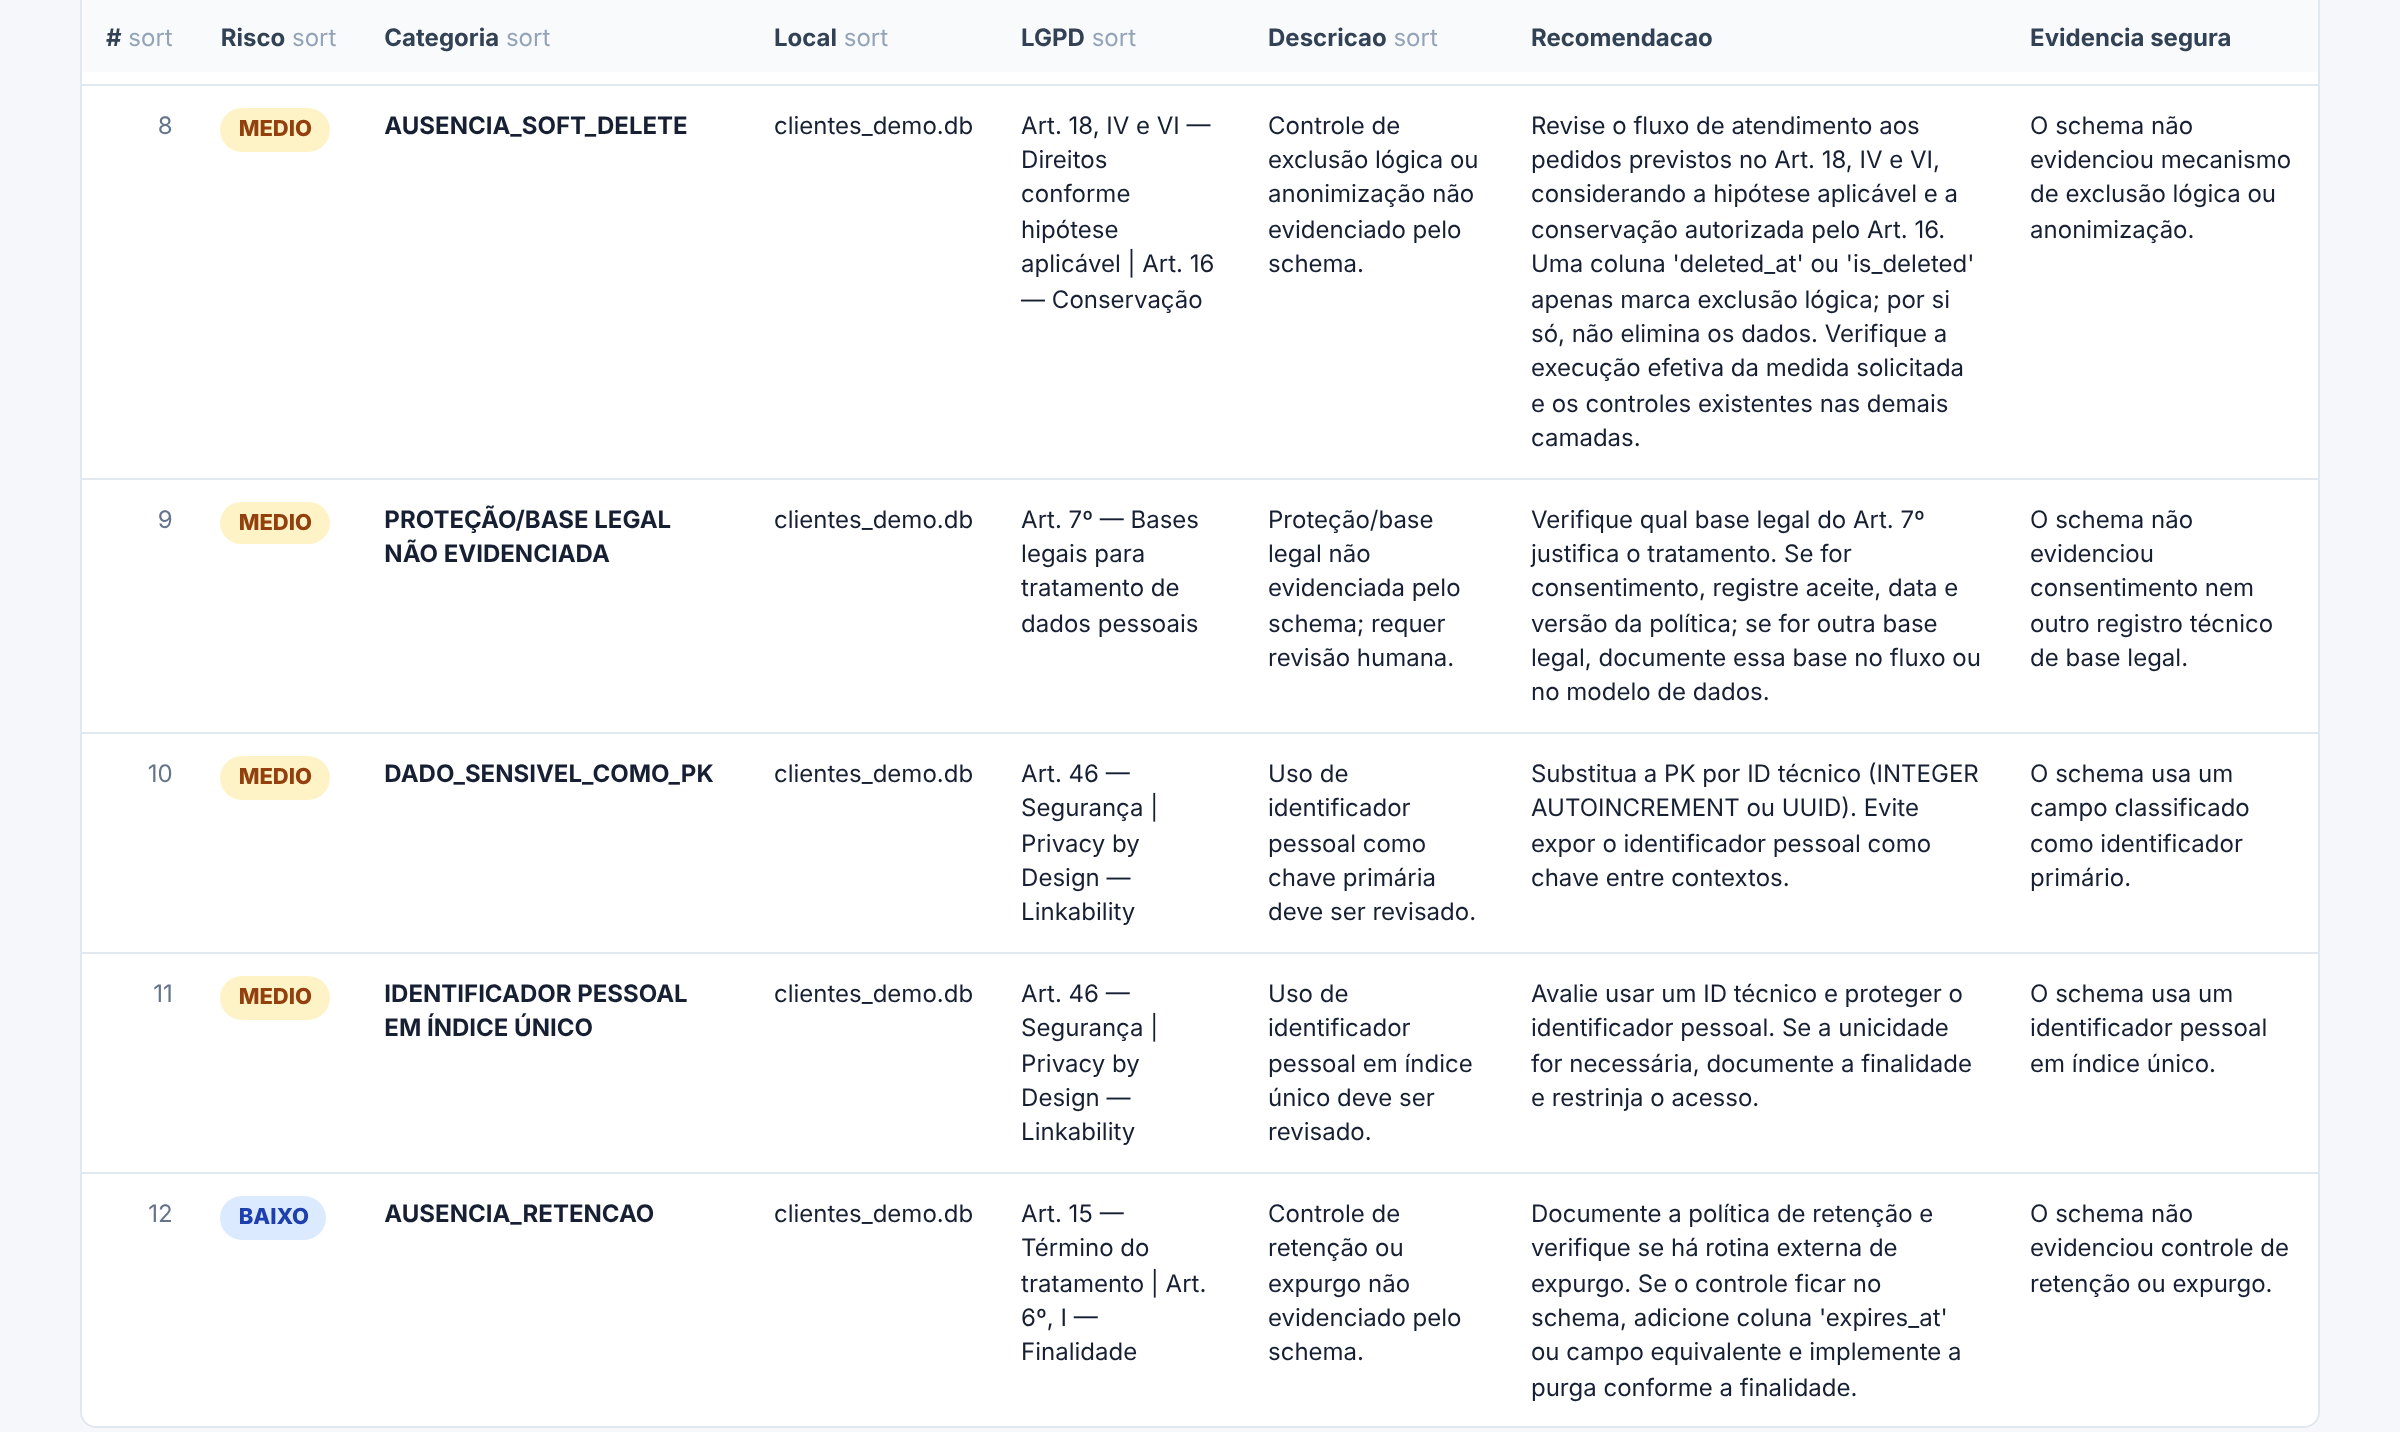 # sort Risco sort Categoria sort Local sort LGPD sort Descricao sort Recomendacao Evidencia segura
8 MEDIO AUSENCIA_SOFT_DELETE clientes_demo.db
Art. 18, IV e VI —
Direitos
conforme
hipótese
aplicável | Art. 16
— Conservação
Controle de
exclusão lógica ou
anonimização não
evidenciado pelo
schema.
Revise o fluxo de atendimento aos
pedidos previstos no Art. 18, IV e VI,
considerando a hipótese aplicável e a
conservação autorizada pelo Art. 16.
Uma coluna 'deleted_at' ou 'is_deleted'
apenas marca exclusão lógica; por si
só, não elimina os dados. Verifique a
execução efetiva da medida solicitada
e os controles existentes nas demais
camadas.
O schema não
evidenciou mecanismo
de exclusão lógica ou
anonimização.
9 MEDIO PROTEÇÃO/BASE LEGAL
NÃO EVIDENCIADA
clientes_demo.db
Art. 7º — Bases
legais para
tratamento de
dados pessoais
Proteção/base
legal não
evidenciada pelo
schema; requer
revisão humana.
Verifique qual base legal do Art. 7º
justifica o tratamento. Se for
consentimento, registre aceite, data e
versão da política; se for outra base
legal, documente essa base no fluxo ou
no modelo de dados.
O schema não
evidenciou
consentimento nem
outro registro técnico
de base legal.
10 MEDIO DADO_SENSIVEL_COMO_PK clientes_demo.db
Art. 46 —
Segurança |
Privacy by
Design —
Linkability
Uso de
identificador
pessoal como
chave primária
deve ser revisado.
Substitua a PK por ID técnico (INTEGER
AUTOINCREMENT ou UUID). Evite
expor o identificador pessoal como
chave entre contextos.
O schema usa um
campo classificado
como identificador
primário.
11 MEDIO IDENTIFICADOR PESSOAL
EM ÍNDICE ÚNICO
clientes_demo.db
Art. 46 —
Segurança |
Privacy by
Design —
Linkability
Uso de
identificador
pessoal em índice
único deve ser
revisado.
Avalie usar um ID técnico e proteger o
identificador pessoal. Se a unicidade
for necessária, documente a finalidade
e restrinja o acesso.
O schema usa um
identificador pessoal
em índice único.
12 BAIXO AUSENCIA_RETENCAO clientes_demo.db
Art. 15 —
Término do
tratamento | Art.
6º, I —
Finalidade
Controle de
retenção ou
expurgo não
evidenciado pelo
schema.
Documente a política de retenção e
verifique se há rotina externa de
expurgo. Se o controle ficar no
schema, adicione coluna 'expires_at'
ou campo equivalente e implemente a
purga conforme a finalidade.
O schema não
evidenciou controle de
retenção ou expurgo.